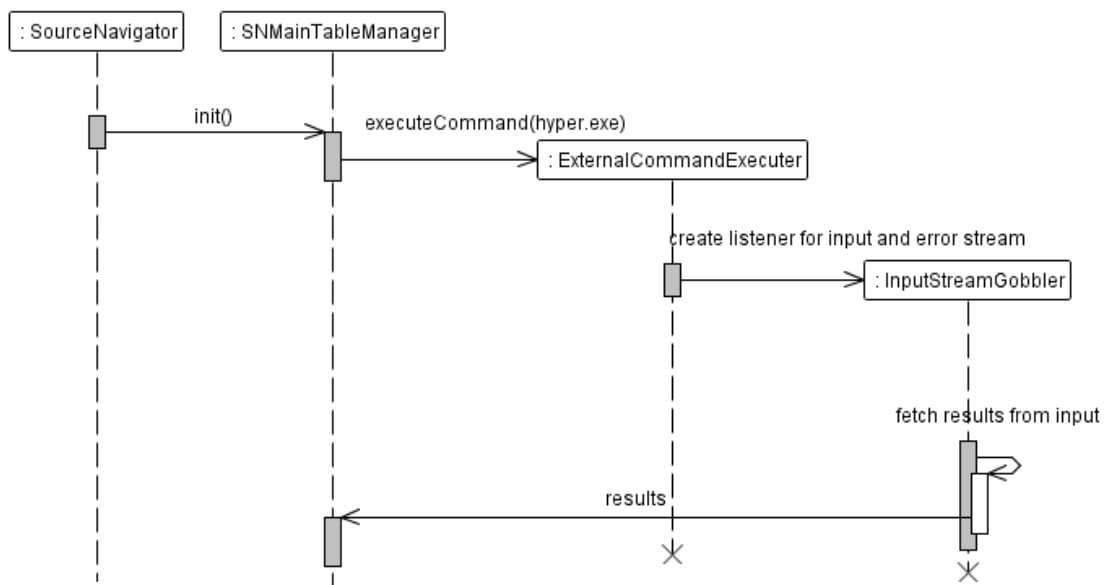 : SourceNavigator
: SNMainTableManager
init()
executeCommand(hyper.exe)
: ExternalCommandExecuter
create listener for input and error stream
: InputStreamGobbler
fetch results from input
results